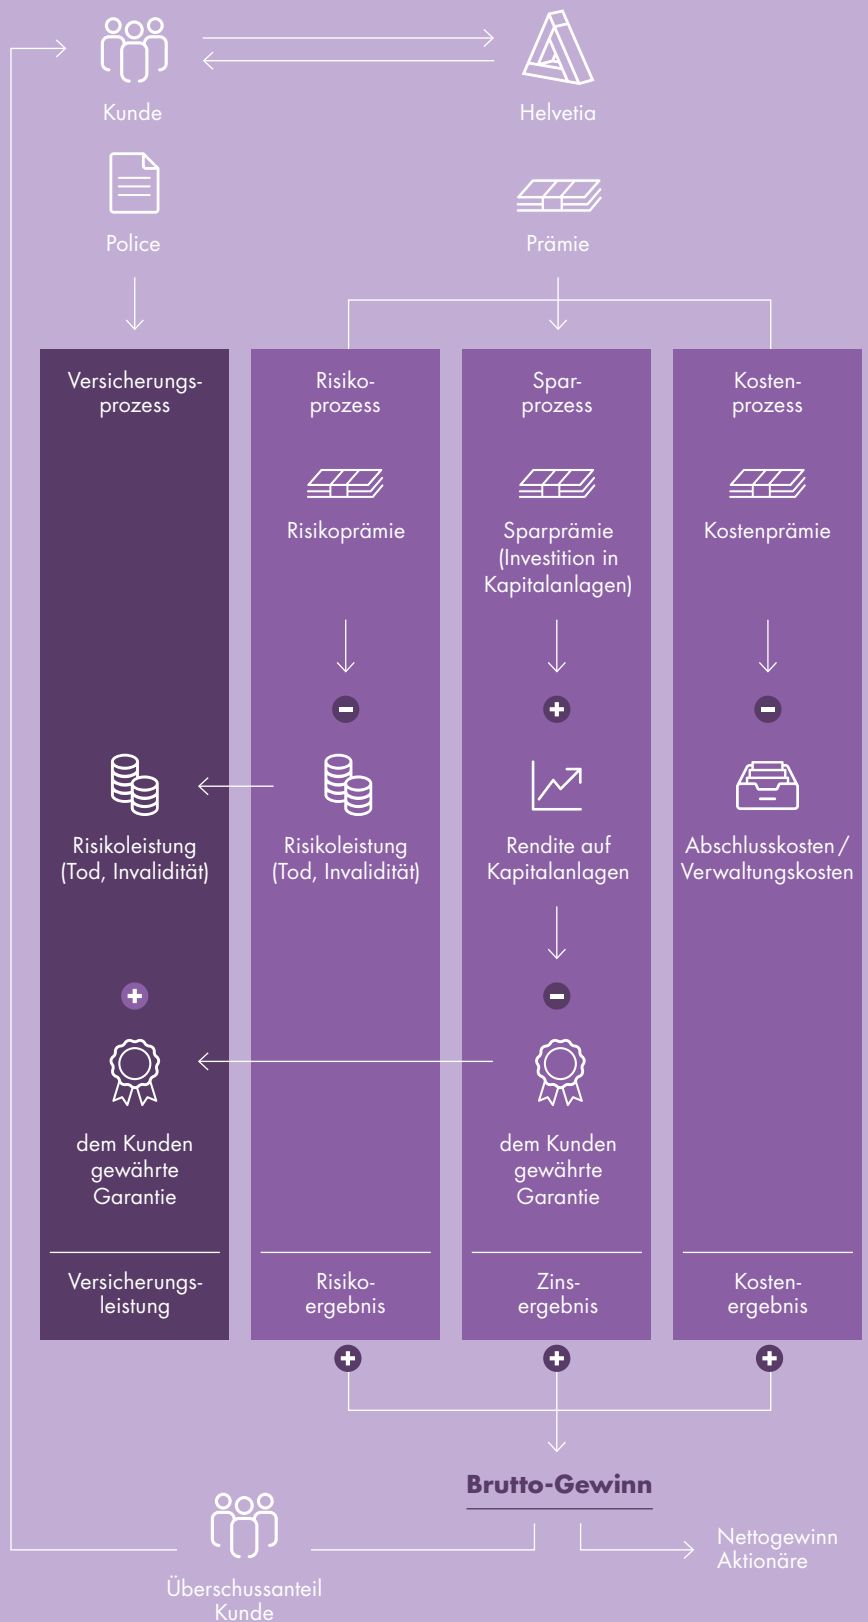 Kunde
Helvetia
Police
Prämie
Versicherungs-
prozess
Risiko-
prozess
Spar-
prozess
Kosten-
prozess
Risikoprämie
Sparprämie
(Investition in
Kapitalanlagen)
Kostenprämie
Risikoleistung
(Tod, Invalidität)
Risikoleistung
(Tod, Invalidität)
Rendite auf
Kapitalanlagen
Abschlusskosten /
Verwaltungskosten
dem Kunden
gewährte
Garantie
dem Kunden
gewährte
Garantie
Versicherungs-
leistung
Risiko-
ergebnis
Zins-
ergebnis
Kosten-
ergebnis
Brutto-Gewinn
Nettogewinn
Aktionäre
Überschussanteil
Kunde